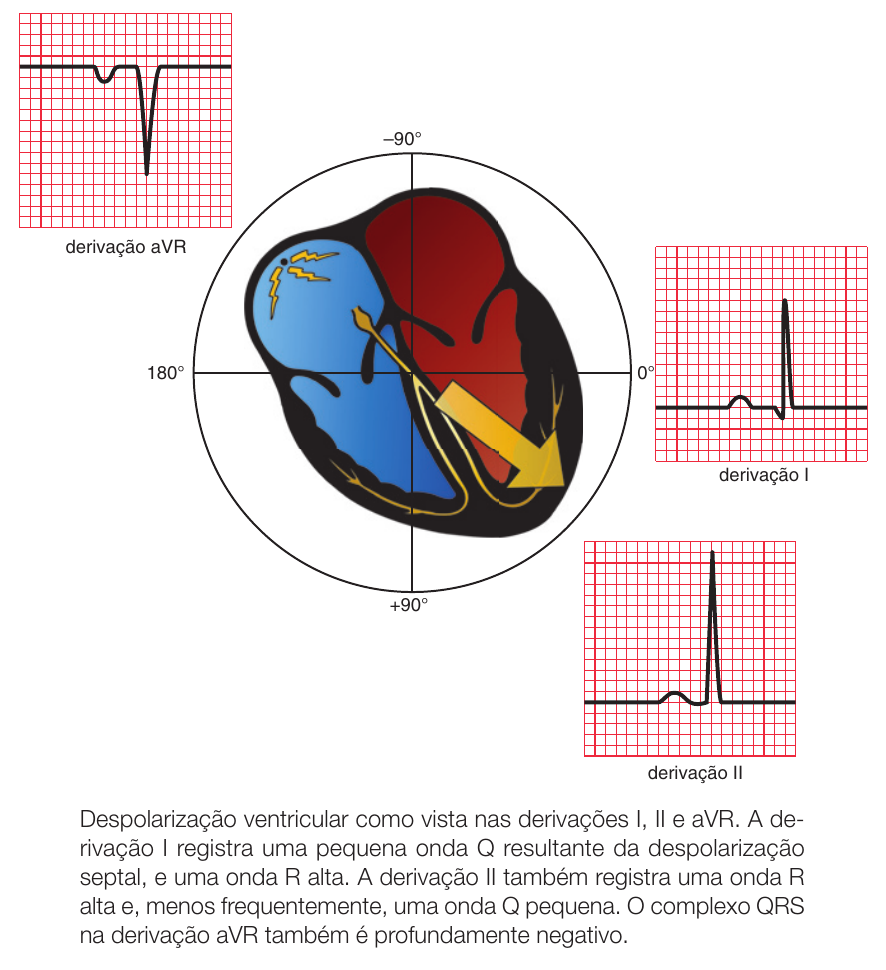 –90°
derivação aVR
180°
0°
derivação I
+90°
derivação II
Despolarização ventricular como vista nas derivações I, II e aVR. A de-
rivação I registra uma pequena onda Q resultante da despolarização
septal, e uma onda R alta. A derivação II também registra uma onda R
alta e, menos frequentemente, uma onda Q pequena. O complexo QRS
na derivação aVR também é profundamente negativo.